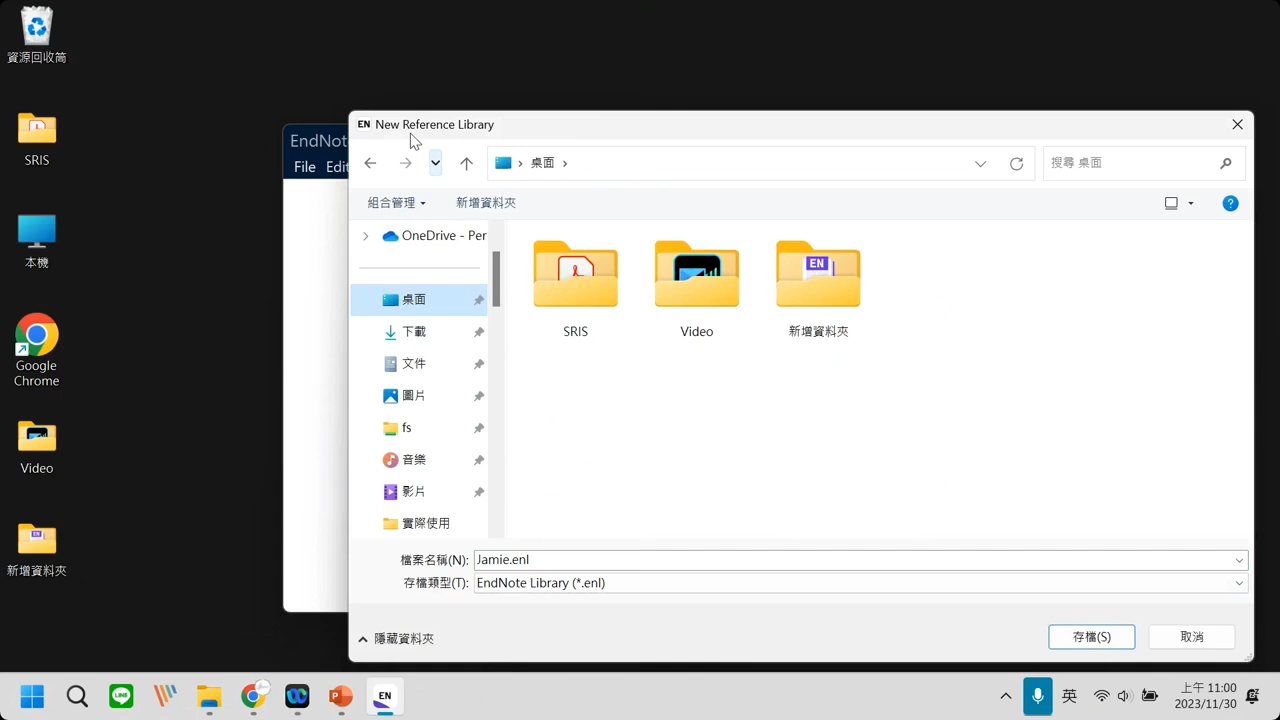 資源回收筒
SRIS
本機
Google
Chrome
Video
新增資料夾
EN
EndNot
File Edit
EN New Reference Library
桌面
搜尋 桌面
組合管理
新增資料夾
?
OneDrive - Per
桌面
下載
文件
圖片
fs
音樂
影片
實際使用
EN
SRIS
Video
新增資料夾
檔案名稱(N): Jamie.enl
存檔類型(T): EndNote Library (*.enl)
隱藏資料夾
存檔(S)
取消
LINE
P
EN
英
上午 11:00
2023/11/30